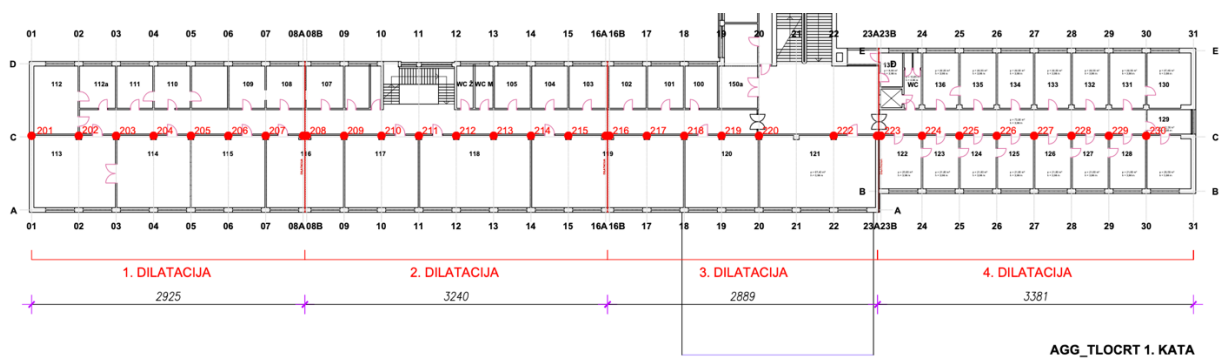 01 02 03 04 05 06 07 08A 08B 09 10 11 12 13 14 15 16A 16B 17 18 19 20 21 22 23A 23B 24 25 26 27 28 29 30 31
E E
D D
112 112a 111 110 109 108 107 WC Ž WC M 105 104 103 102 101 100 150a WC 136 135 134 133 132 131 130
129
C C
201 202 203 204 205 206 207 208 209 210 211 212 213 214 215 216 217 218 219 220 222 223 224 225 226 227 228 229 230
113 114 115 116 117 118 119 120 121 122 123 124 125 126 127 128
B B
A A
01 02 03 04 05 06 07 08A 08B 09 10 11 12 13 14 15 16A 16B 17 18 19 20 21 22 23A 23B 24 25 26 27 28 29 30 31
1. DILATACIJA 2. DILATACIJA 3. DILATACIJA 4. DILATACIJA
2925 3240 2889 3381
AGG_TLOCRT 1. KATA